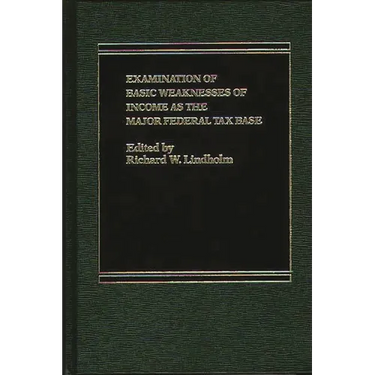 EXAMINATION OF
BASIC WEAKNESSES OF
INCOME AS THE
MAJOR FEDERAL TAX BASE
Edited by
Richard W. Lindholm